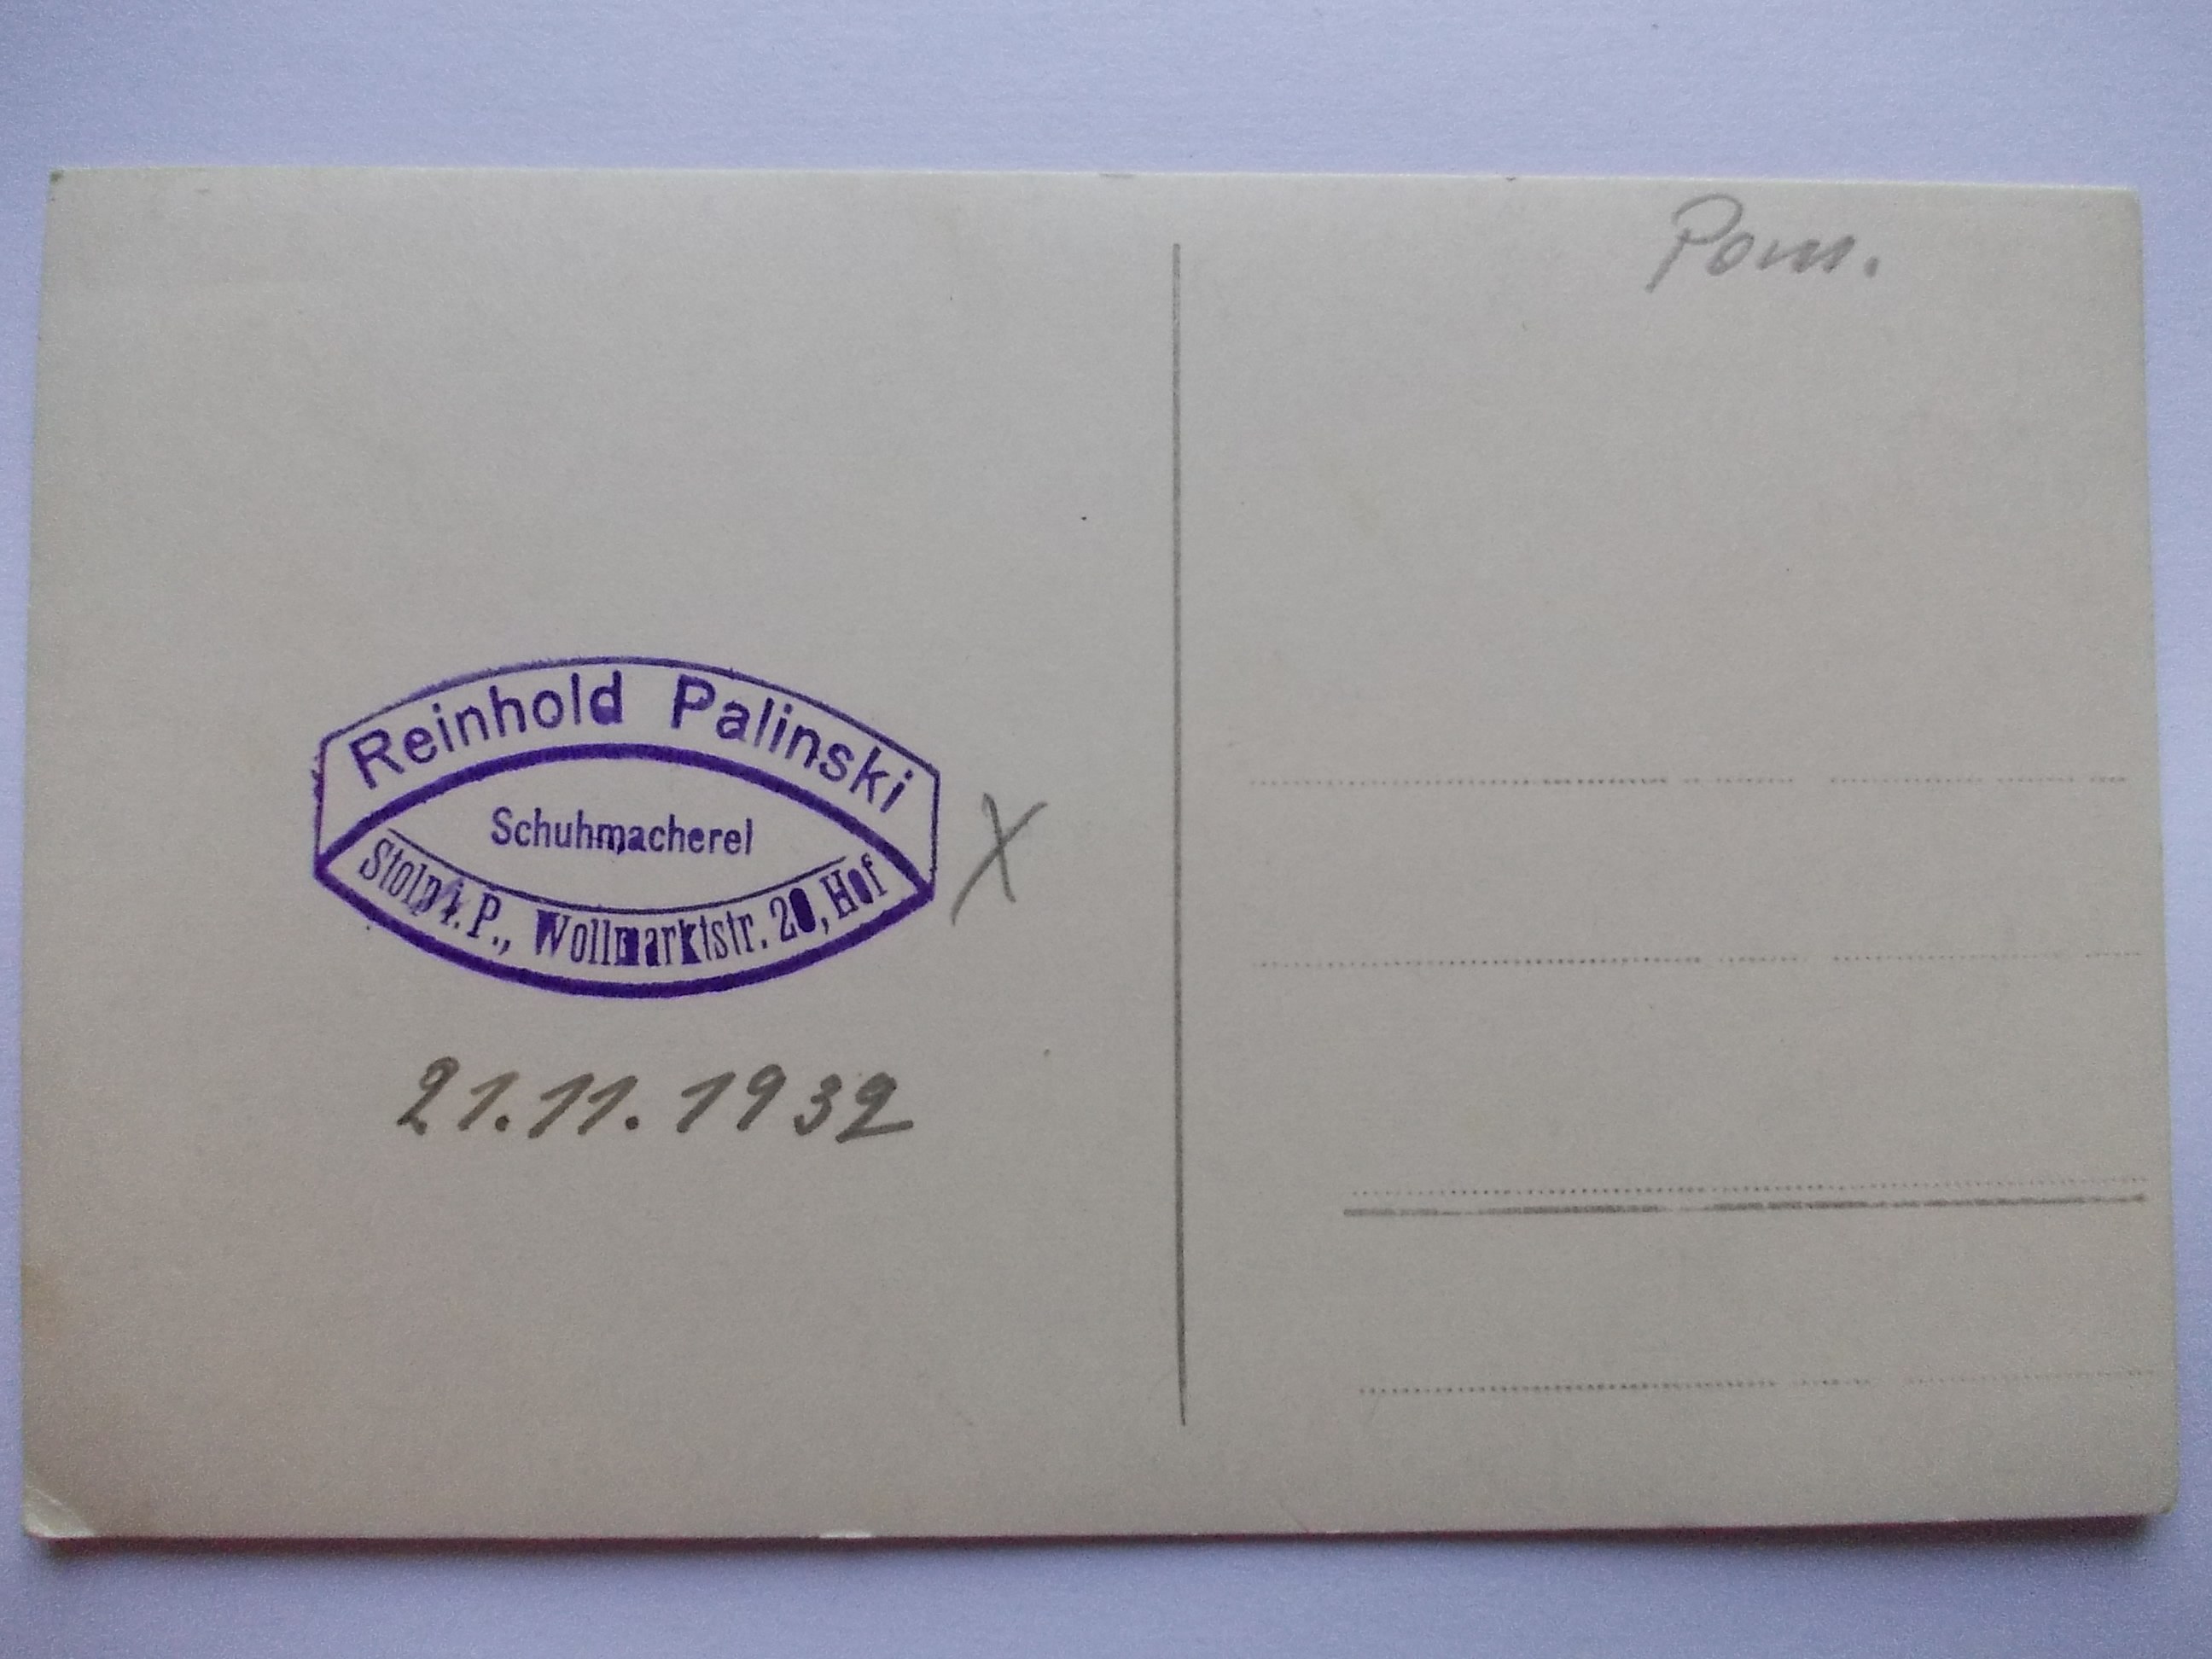 Pom.
Reinhold Palinski
Schuhmacherei
Stolp i. P., Wollmarktstr. 20, Hof
X
21.11.1932